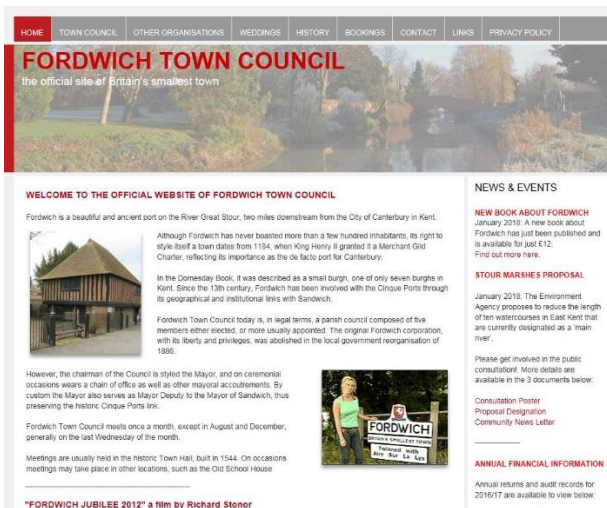 HOME TOWN COUNCIL OTHER ORGANISATIONS WEDDINGS HISTORY BOOKINGS CONTACT LINKS PRIVACY POLICY
FORDWICH TOWN COUNCIL
the official site of Britain's smallest town
WELCOME TO THE OFFICIAL WEBSITE OF FORDWICH TOWN COUNCIL
Fordwich is a beautiful and ancient port on the River Great Stour, two miles downstream from the City of Canterbury in Kent.
Although Fordwich has never boasted more than a few hundred inhabitants, its right to
style itself a town dates from 1184, when King Henry II granted it a Merchant Gild
Charter, reflecting its importance as the de facto port for Canterbury.
In the Domesday Book, it was described as a small burgh, one of only seven burghs in
Kent. Since the 13th century, Fordwich has been involved with the Cinque Ports through
its geographical and institutional links with Sandwich.
Fordwich Town Council today is, in legal terms, a parish council composed of five
members either elected, or more usually appointed. The original Fordwich corporation,
with its liberty and privileges, was abolished in the local government reorganisation of
1886.
However, the chairman of the Council is styled the Mayor, and on ceremonial
occasions wears a chain of office as well as other mayoral accoutrements. By
custom the Mayor also serves as Mayor Deputy to the Mayor of Sandwich, thus
preserving the historic Cinque Ports link.
Fordwich Town Council meets once a month, except in August and December,
generally on the last Wednesday of the month.
Meetings are usually held in the historic Town Hall, built in 1544. On occasions
meetings may take place in other locations, such as the Old School House
FORDWICH
BRITAIN'S SMALLEST TOWN
Twinned with
Aire Sur La Lys
"FORDWICH JUBILEE 2012" a film by Richard Stonor
NEWS & EVENTS
NEW BOOK ABOUT FORDWICH
January 2018: A new book about
Fordwich has just been published and
is available for just £12.
Find out more here.
STOUR MARSHES PROPOSAL
January 2018: The Environment
Agency proposes to reduce the length
of ten watercourses in East Kent that
are currently designated as a 'main
river'.
Please get involved in the public
consultation!. More details are
available in the 3 documents below:
Consultation Poster
Proposal Designation
Community News Letter
ANNUAL FINANCIAL INFORMATION
Annual returns and audit records for
2016/17 are available to view below: